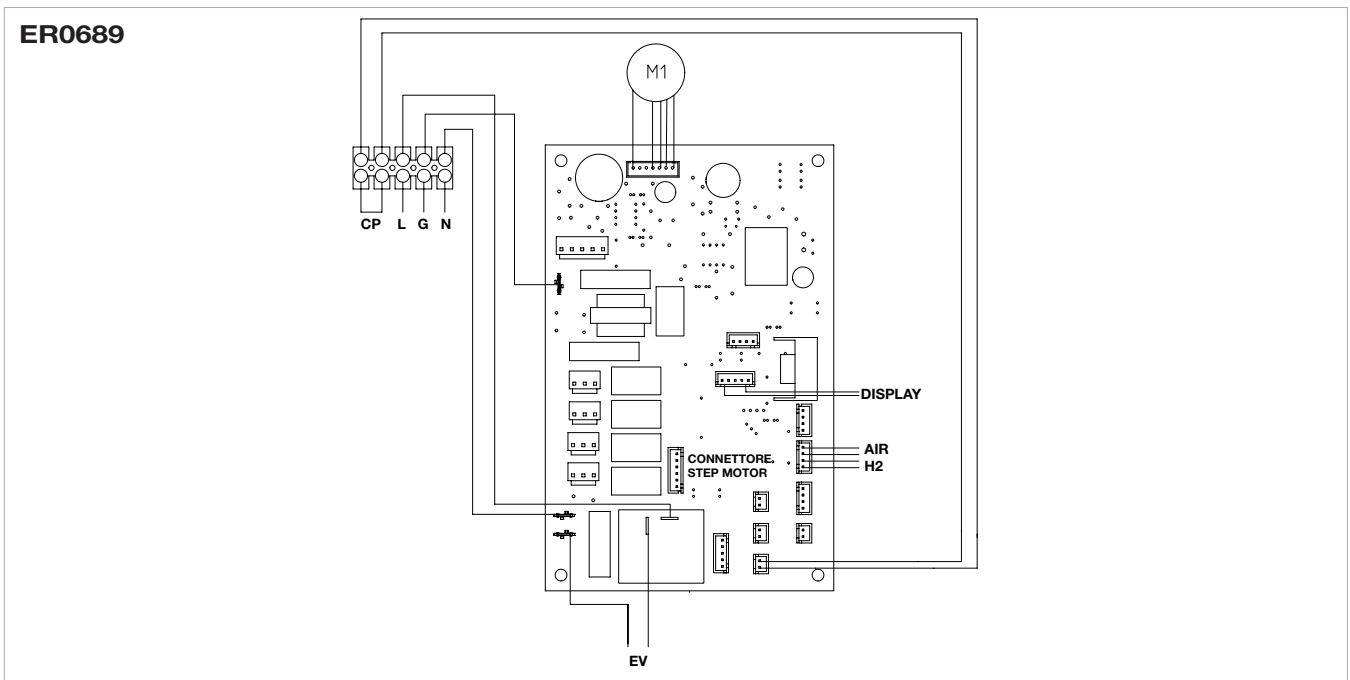 ER0689
M1
CP L G N
DISPLAY
AIR
H2
CONNETTORE
STEP MOTOR
EV